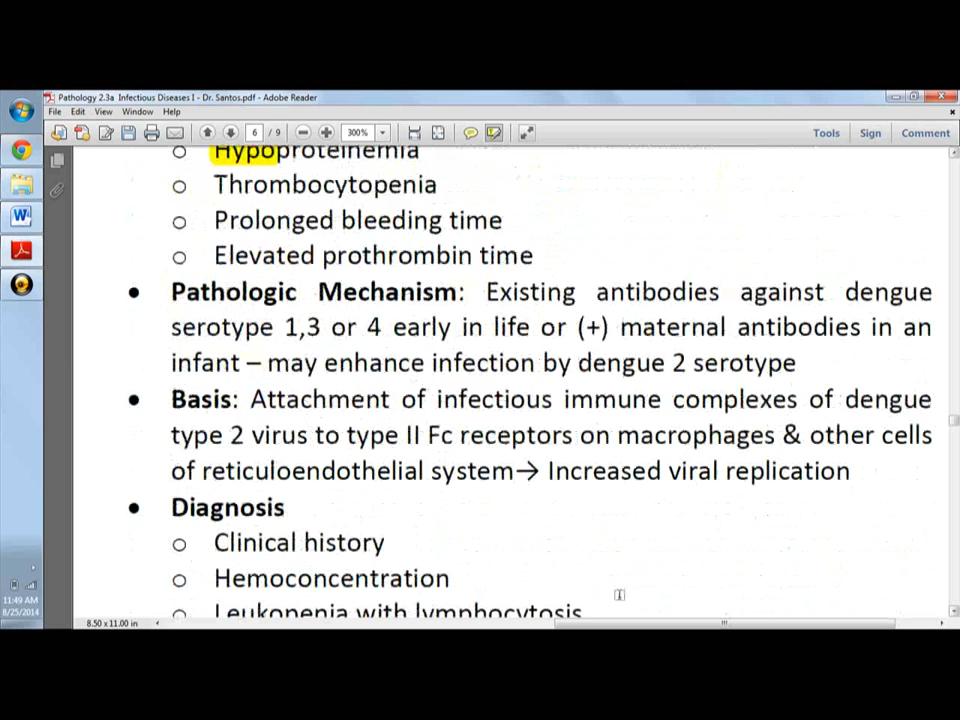 Pathology 2.3a Infectious Diseases I - Dr. Santos.pdf - Adobe Reader
File Edit View Window Help
6 / 9 300% Tools Sign Comment
o Hypoproteinemia
o Thrombocytopenia
o Prolonged bleeding time
o Elevated prothrombin time
• Pathologic Mechanism: Existing antibodies against dengue
serotype 1,3 or 4 early in life or (+) maternal antibodies in an
infant – may enhance infection by dengue 2 serotype
• Basis: Attachment of infectious immune complexes of dengue
type 2 virus to type II Fc receptors on macrophages & other cells
of reticuloendothelial system→ Increased viral replication
• Diagnosis
o Clinical history
o Hemoconcentration
o Leukopenia with lymphocytosis
8.50 x 11.00 in
11:49 AM
8/25/2014